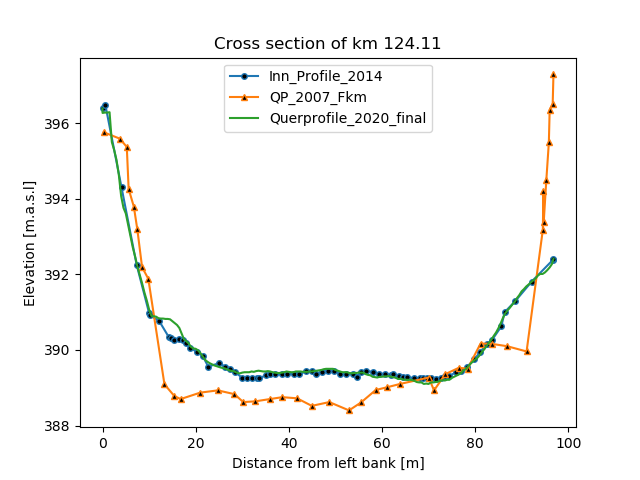 Cross section of km 124.11
Inn_Profile_2014
QP_2007_Fkm
Querprofile_2020_final
396
394
392
390
388
Elevation [m.a.s.l]
0 20 40 60 80 100
Distance from left bank [m]